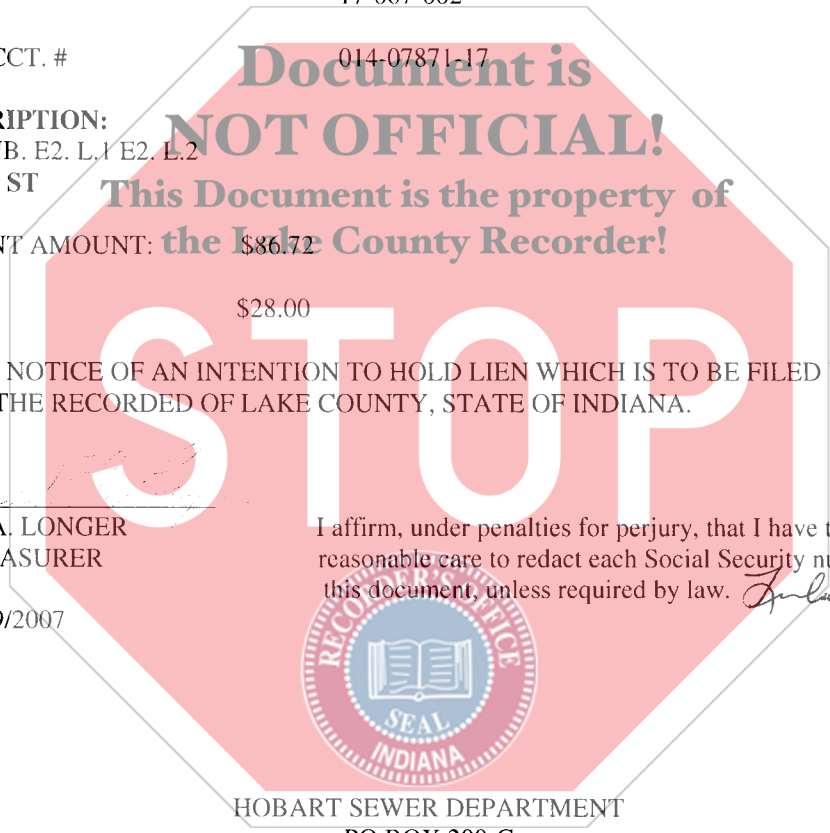 CCT. # 014-07871-17
Document is
RIPTION:
NOT OFFICIAL!
B. E2. L.1 E2. L.2
ST
This Document is the property of
NT AMOUNT: $86.72
the Lake County Recorder!
$28.00
STOP
NOTICE OF AN INTENTION TO HOLD LIEN WHICH IS TO BE FILED
THE RECORDED OF LAKE COUNTY, STATE OF INDIANA.
A. LONGER
ASURER
I affirm, under penalties for perjury, that I have t
reasonable care to redact each Social Security nu
this document, unless required by law.
9/2007
RECORDER'S OFFICE
SEAL
INDIANA
HOBART SEWER DEPARTMENT